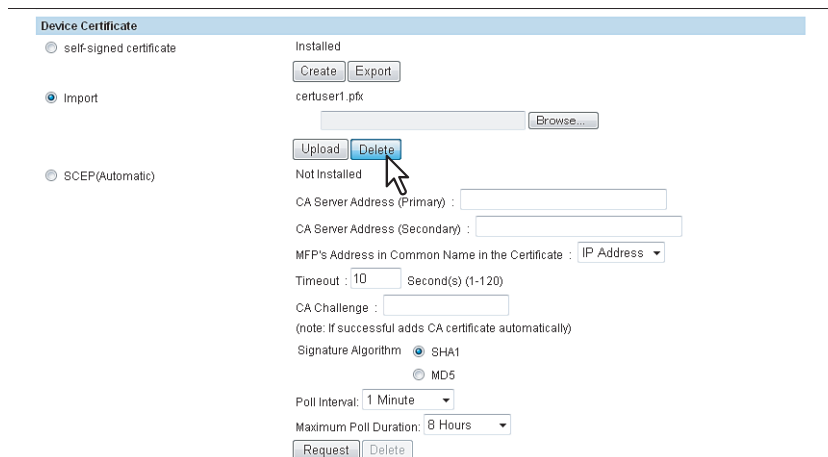 Device Certificate
self-signed certificate
Installed
Create Export
Import
certuser1.pfx
Browse...
Upload Delete
SCEP(Automatic)
Not Installed
CA Server Address (Primary) :
CA Server Address (Secondary) :
MFP's Address in Common Name in the Certificate : IP Address
Timeout : 10 Second(s) (1-120)
CA Challenge :
(note: If successful adds CA certificate automatically)
Signature Algorithm SHA1
MD5
Poll Interval: 1 Minute
Maximum Poll Duration: 8 Hours
Request Delete